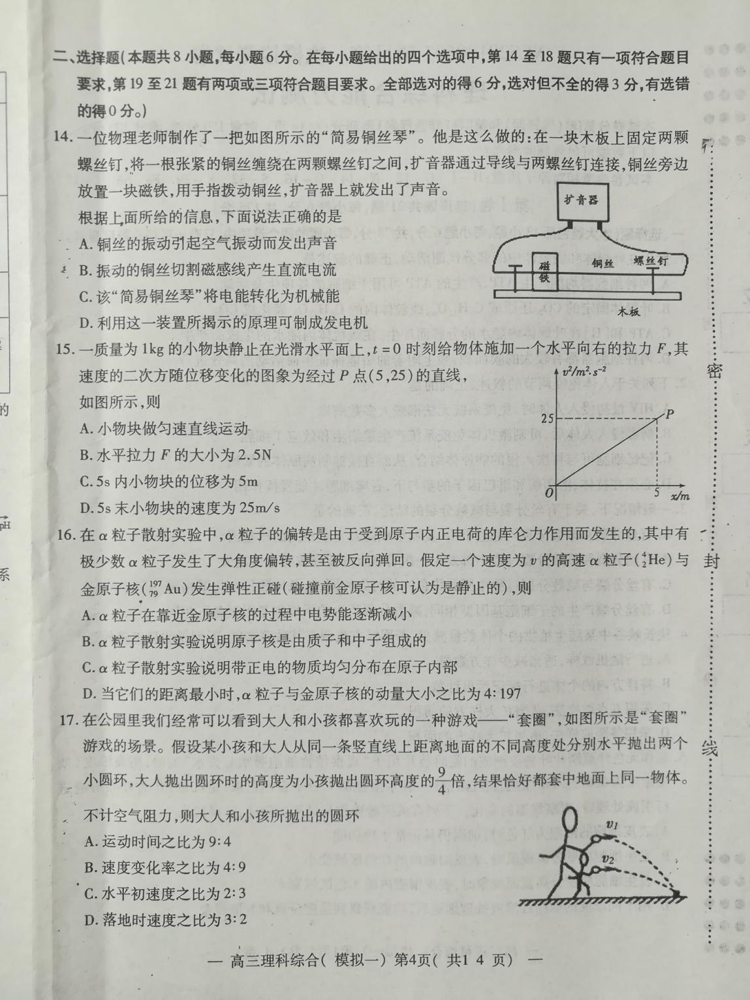 二、选择题(本题共8小题,每小题6分。在每小题给出的四个选项中,第14至18题只有一项符合题目
要求,第19至21题有两项或三项符合题目要求。全部选对的得6分,选对但不全的得3分,有选错
的得0分。)
14.一位物理老师制作了一把如图所示的“简易铜丝琴”。他是这么做的:在一块木板上固定两颗
螺丝钉,将一根张紧的铜丝缠绕在两颗螺丝钉之间,扩音器通过导线与两螺丝钉连接,铜丝旁边
放置一块磁铁,用手指拨动铜丝,扩音器上就发出了声音。
根据上面所给的信息,下面说法正确的是
A.铜丝的振动引起空气振动而发出声音
B.振动的铜丝切割磁感线产生直流电流
C.该“简易铜丝琴”将电能转化为机械能
D.利用这一装置所揭示的原理可制成发电机
扩音器
磁铁
铜丝
螺丝钉
木板
15.一质量为1kg的小物块静止在光滑水平面上,t=0时刻给物体施加一个水平向右的拉力F,其
速度的二次方随位移变化的图象为经过P点(5,25)的直线,
如图所示,则
A.小物块做匀速直线运动
B.水平拉力F的大小为2.5N
C.5s内小物块的位移为5m
D.5s末小物块的速度为25m/s
v²/m²·s⁻²
25
P
O
5
x/m
16.在α粒子散射实验中,α粒子的偏转是由于受到原子内正电荷的库仑力作用而发生的,其中有
极少数α粒子发生了大角度偏转,甚至被反向弹回。假定一个速度为v的高速α粒子(⁴₂He)与
金原子核(¹⁹⁷₇₉Au)发生弹性正碰(碰撞前金原子核可认为是静止的),则
A.α粒子在靠近金原子核的过程中电势能逐渐减小
B.α粒子散射实验说明原子核是由质子和中子组成的
C.α粒子散射实验说明带正电的物质均匀分布在原子内部
D.当它们的距离最小时,α粒子与金原子核的动量大小之比为4:197
17.在公园里我们经常可以看到大人和小孩都喜欢玩的一种游戏——“套圈”,如图所示是“套圈”
游戏的场景。假设某小孩和大人从同一条竖直线上距离地面的不同高度处分别水平抛出两个
小圆环,大人抛出圆环时的高度为小孩抛出圆环高度的9/4倍,结果恰好都套中地面上同一物体。
不计空气阻力,则大人和小孩所抛出的圆环
A.运动时间之比为9:4
B.速度变化率之比为4:9
C.水平初速度之比为2:3
D.落地时速度之比为3:2
v1
v2
— 高三理科综合( 模拟一) 第4页( 共1 4 页) —
密
封
线
的
pH
系